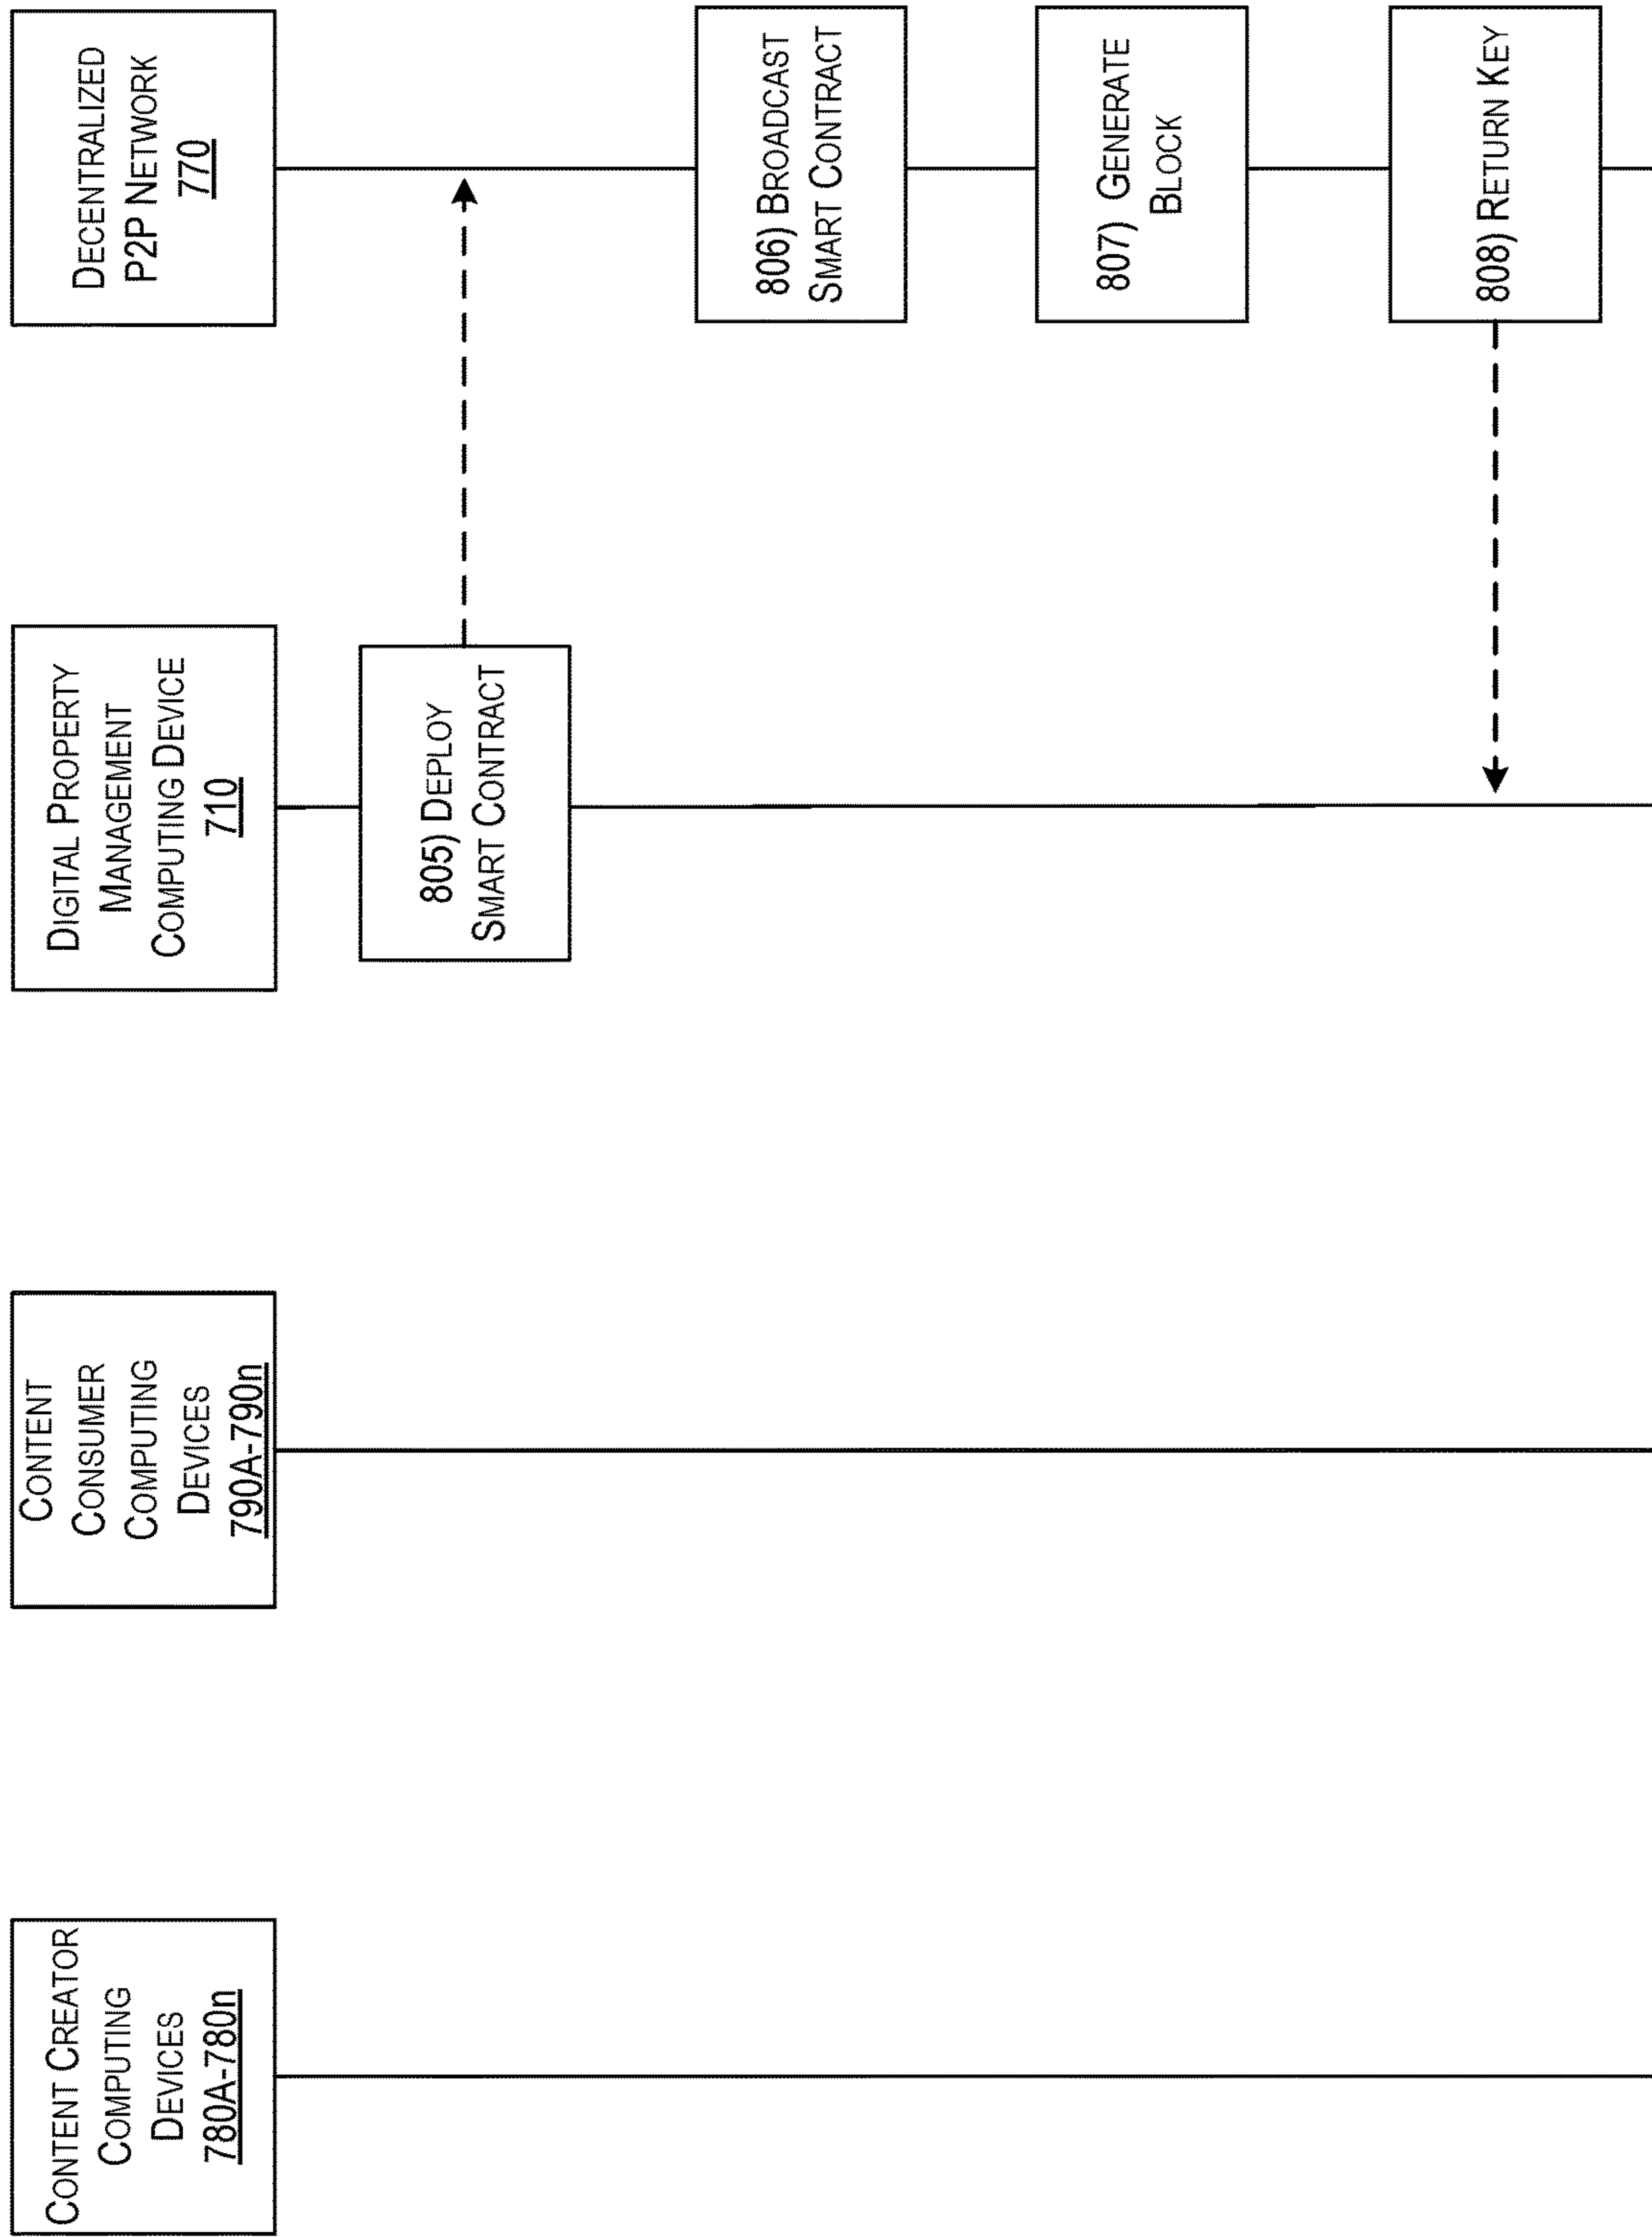 CONTENT CREATOR
COMPUTING
DEVICES
780A-780n
CONTENT
CONSUMER
COMPUTING
DEVICES
790A-790n
DIGITAL PROPERTY
MANAGEMENT
COMPUTING DEVICE
710
DECENTRALIZED
P2P NETWORK
770
805) DEPLOY
SMART CONTRACT
806) BROADCAST
SMART CONTRACT
807) GENERATE
BLOCK
808) RETURN KEY